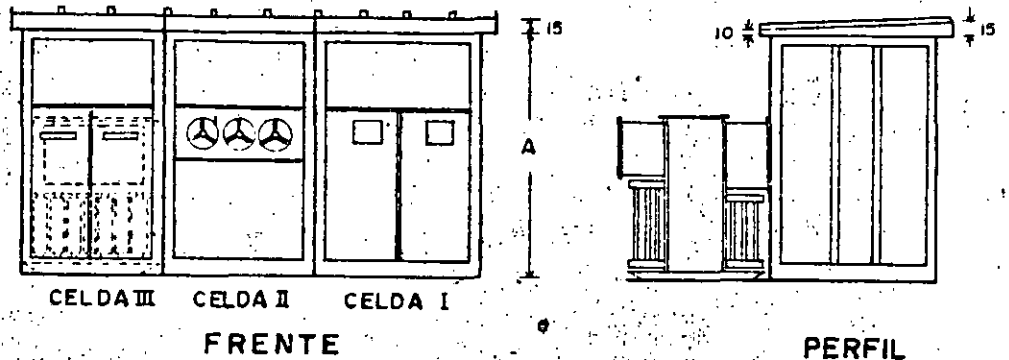 15
10
15
A
CELDA III CELDA II CELDA I
FRENTE
PERFIL